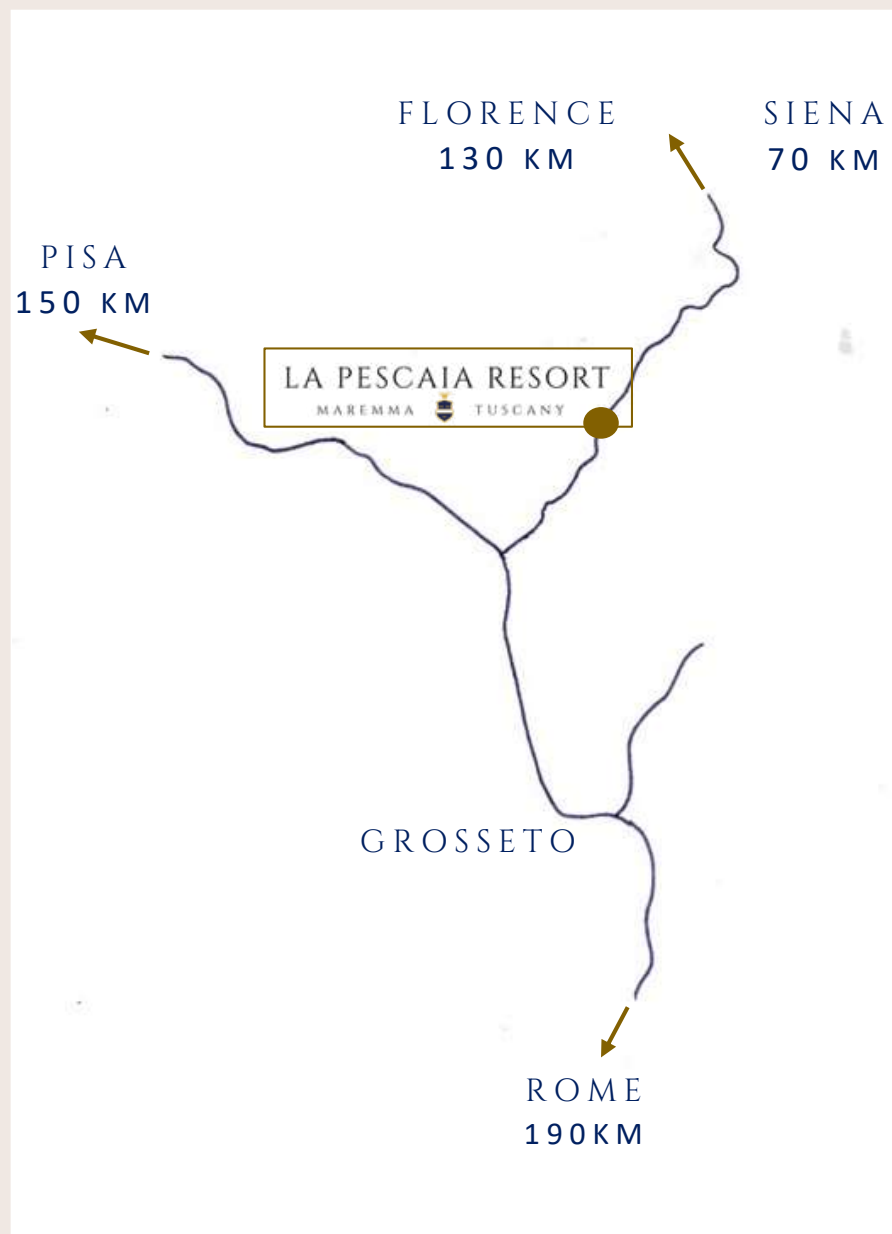 FLORENCE
130 KM
SIENA
70 KM
PISA
150 KM
LA PESCAIA RESORT
MAREMMA TUSCANY
GROSSETO
ROME
190KM